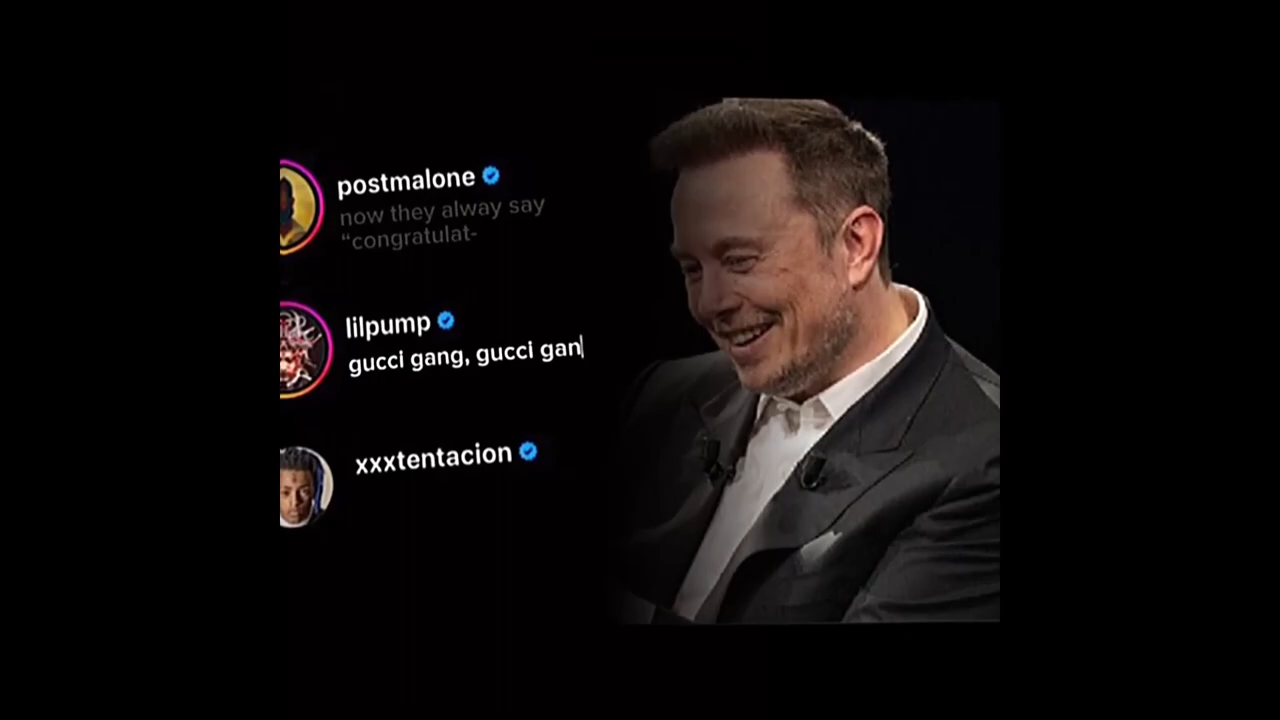 postmalone
now they alway say
“congratulat-
lilpump
gucci gang, gucci gan
xxxtentacion